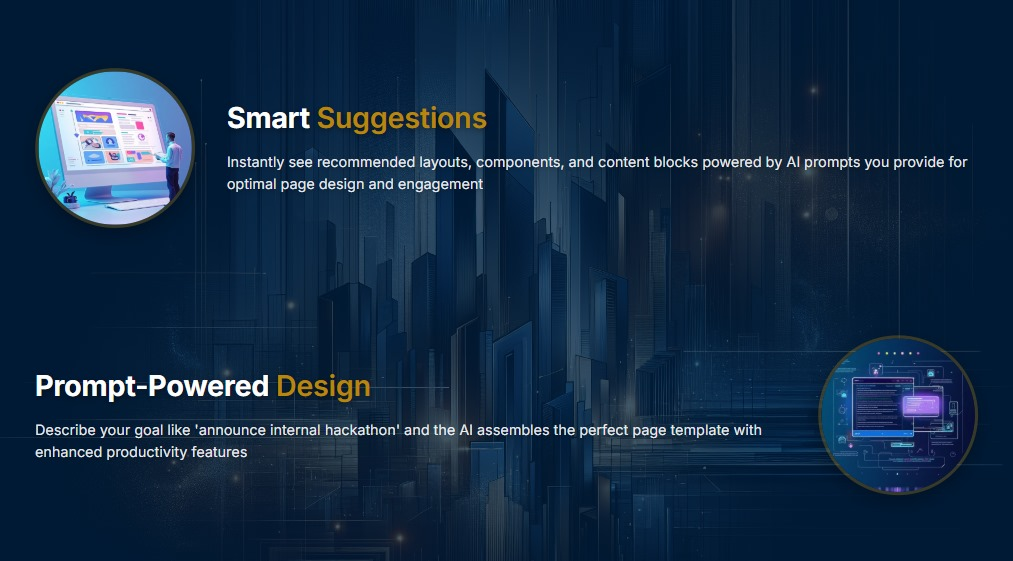 Smart Suggestions
Instantly see recommended layouts, components, and content blocks powered by AI prompts you provide for
optimal page design and engagement
Prompt-Powered Design
Describe your goal like 'announce internal hackathon' and the AI assembles the perfect page template with
enhanced productivity features